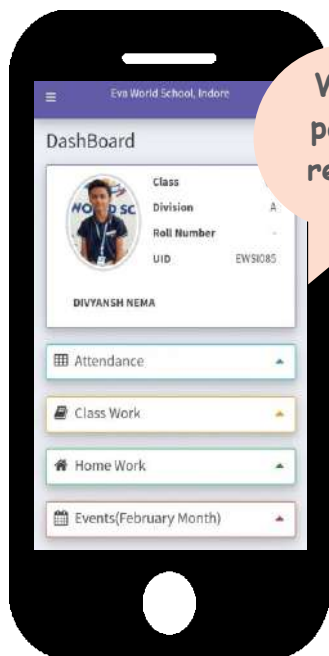 Eva World School, Indore
DashBoard
Class
Division A
Roll Number -
UID EWSI085
DIVYANSH NEMA
Attendance
Class Work
Home Work
Events(February Month)